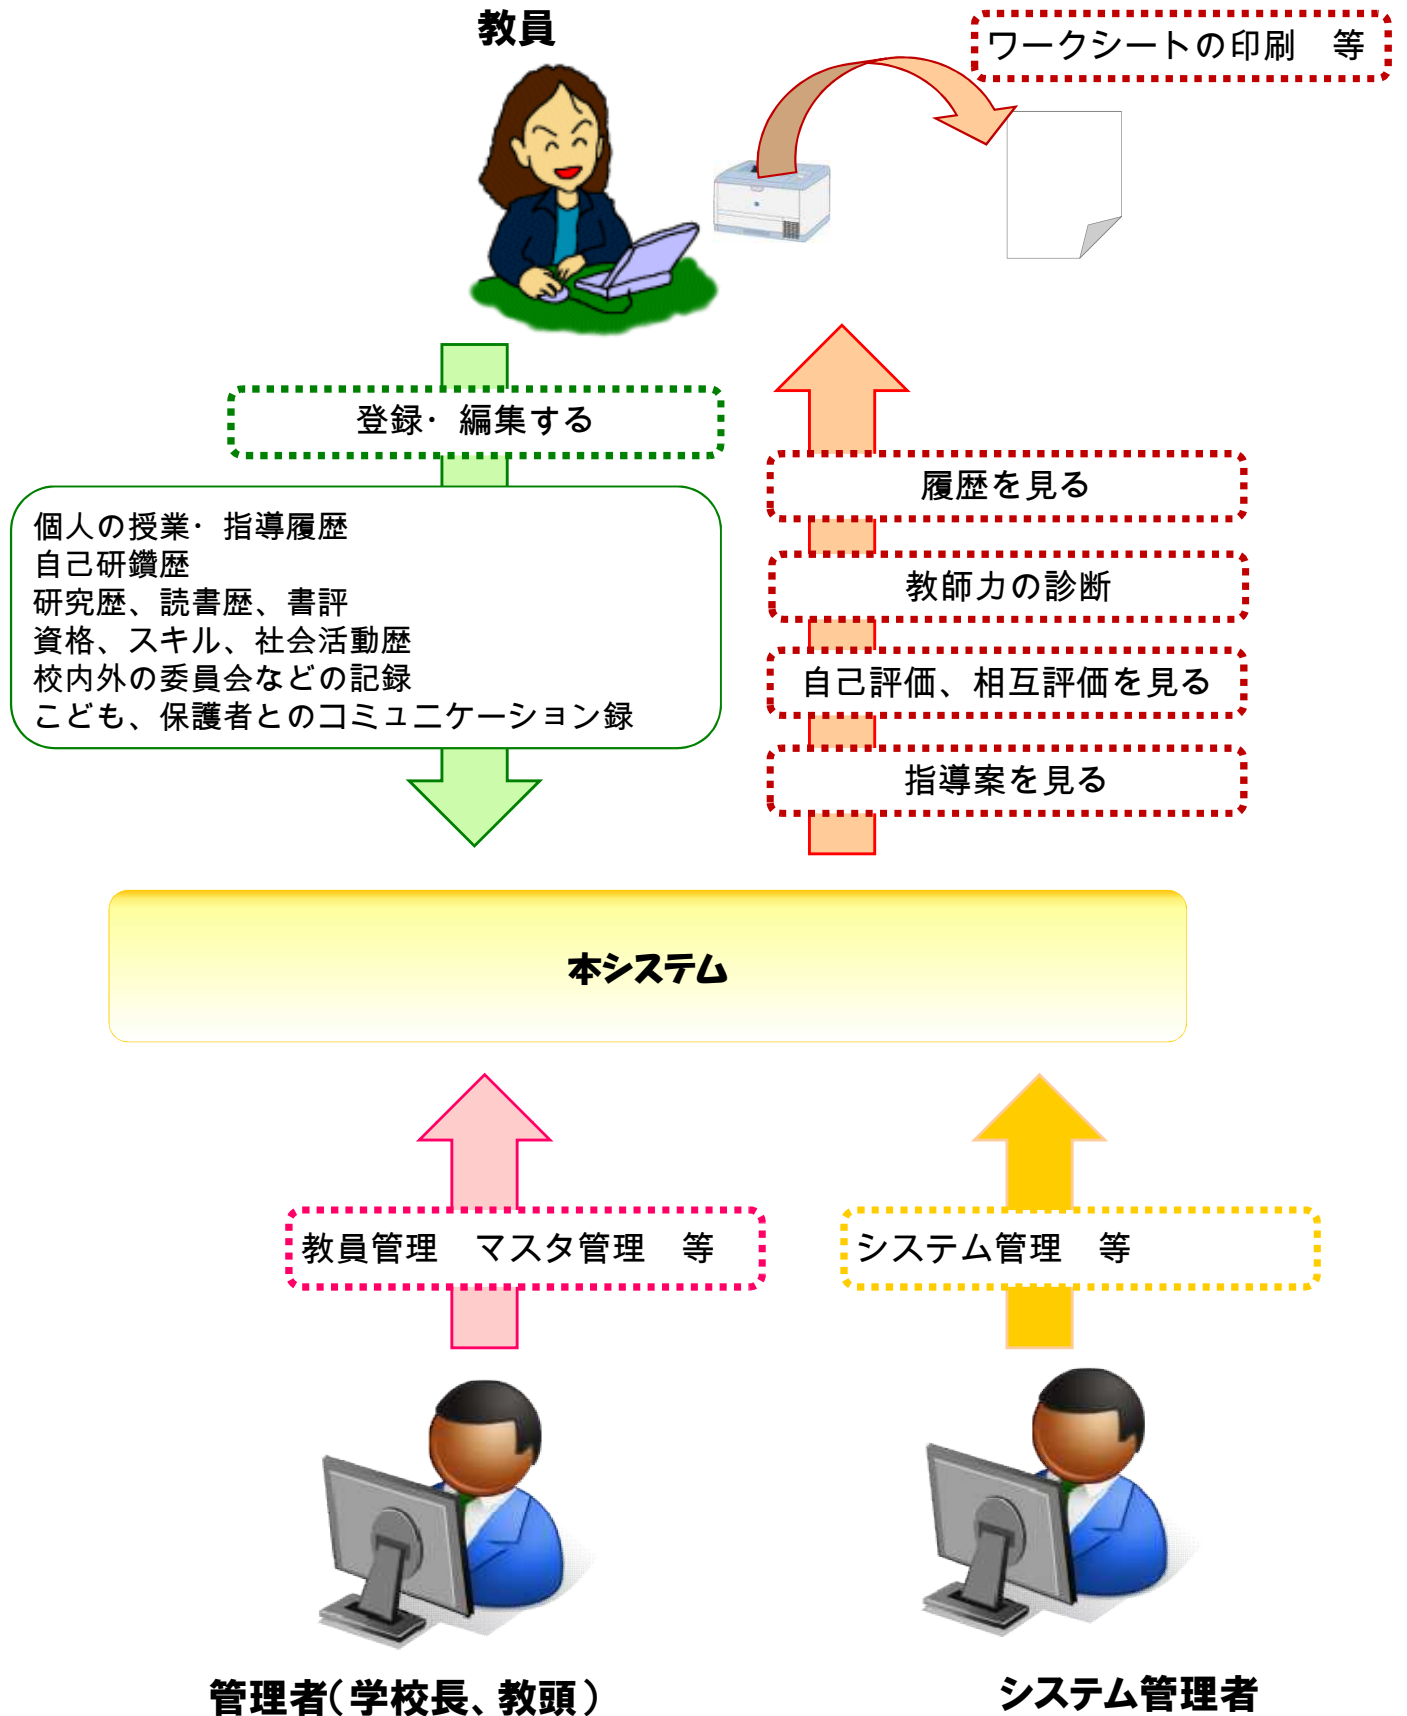 教員
ワークシートの印刷　等
登録・編集する
個人の授業・指導履歴
自己研鑽歴
研究歴、読書歴、書評
資格、スキル、社会活動歴
校内外の委員会などの記録
こども、保護者とのコミュニケーション録
履歴を見る
教師力の診断
自己評価、相互評価を見る
指導案を見る
本システム
教員管理　マスタ管理　等
システム管理　等
管理者（学校長、教頭）
システム管理者